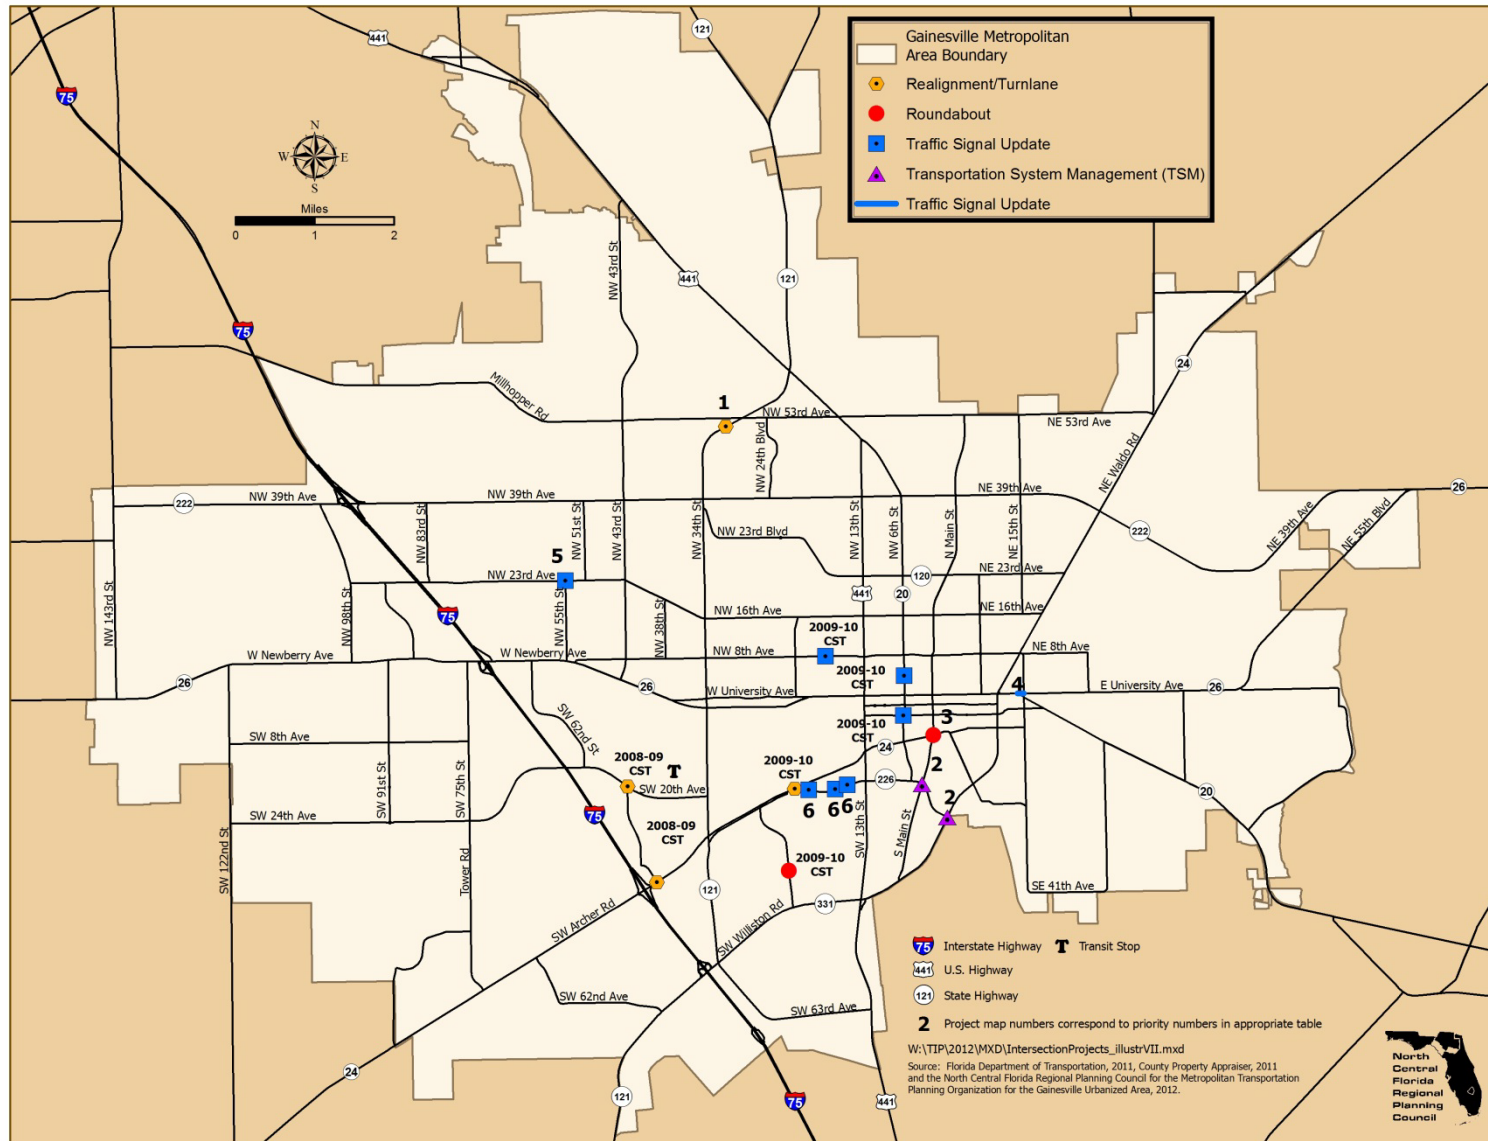 Gainesville Metropolitan
Area Boundary
Realignment/Turnlane
Roundabout
Traffic Signal Update
Transportation System Management (TSM)
Traffic Signal Update
441
121
75
N
W E
S
Miles
0 1 2
75
441
121
NW 43rd St
24
Millhopper Rd
1
NW 53rd Ave
NE 53rd Ave
NW 24th Blvd
NE Waldo Rd
222
NW 39th Ave
NW 39th Ave
NE 39th Ave
26
NW 83rd St
NW 51st St
NW 43rd St
NW 34th St
NW 23rd Blvd
NW 13th St
NW 6th St
N Main St
NE 15th St
222
NE 39th Ave
NE 55th Blvd
5
NW 23rd Ave
120
NE 23rd Ave
NW 143rd St
NW 98th St
75
NW 55th St
NW 38th St
441
20
NW 16th Ave
NE 16th Ave
2009-10
CST
W Newberry Ave
W Newberry Ave
NW 8th Ave
NE 8th Ave
2009-10
CST
26
26
W University Ave
4
E University Ave
26
2009-10
CST
3
SW 8th Ave
SW 62nd St
24
2008-09
CST
T
2009-10
CST
SW 20th Ave
226
2
20
SW 91st St
SW 75th St
SW 24th Ave
75
6
6
6
2
2008-09
CST
SW 13th St
S Main St
SW 122nd St
Tower Rd
2009-10
CST
121
SE 41th Ave
331
SW Archer Rd
SW Williston Rd
SW 62nd Ave
SW 63rd Ave
75 Interstate Highway T Transit Stop
441 U.S. Highway
121 State Highway
2 Project map numbers correspond to priority numbers in appropriate table
W:\TIP\2012\MXD\IntersectionProjects_illustrVII.mxd
Source: Florida Department of Transportation, 2011, County Property Appraiser, 2011
and the North Central Florida Regional Planning Council for the Metropolitan Transportation
Planning Organization for the Gainesville Urbanized Area, 2012.
24
121
75
441
North
Central
Florida
Regional
Planning
Council